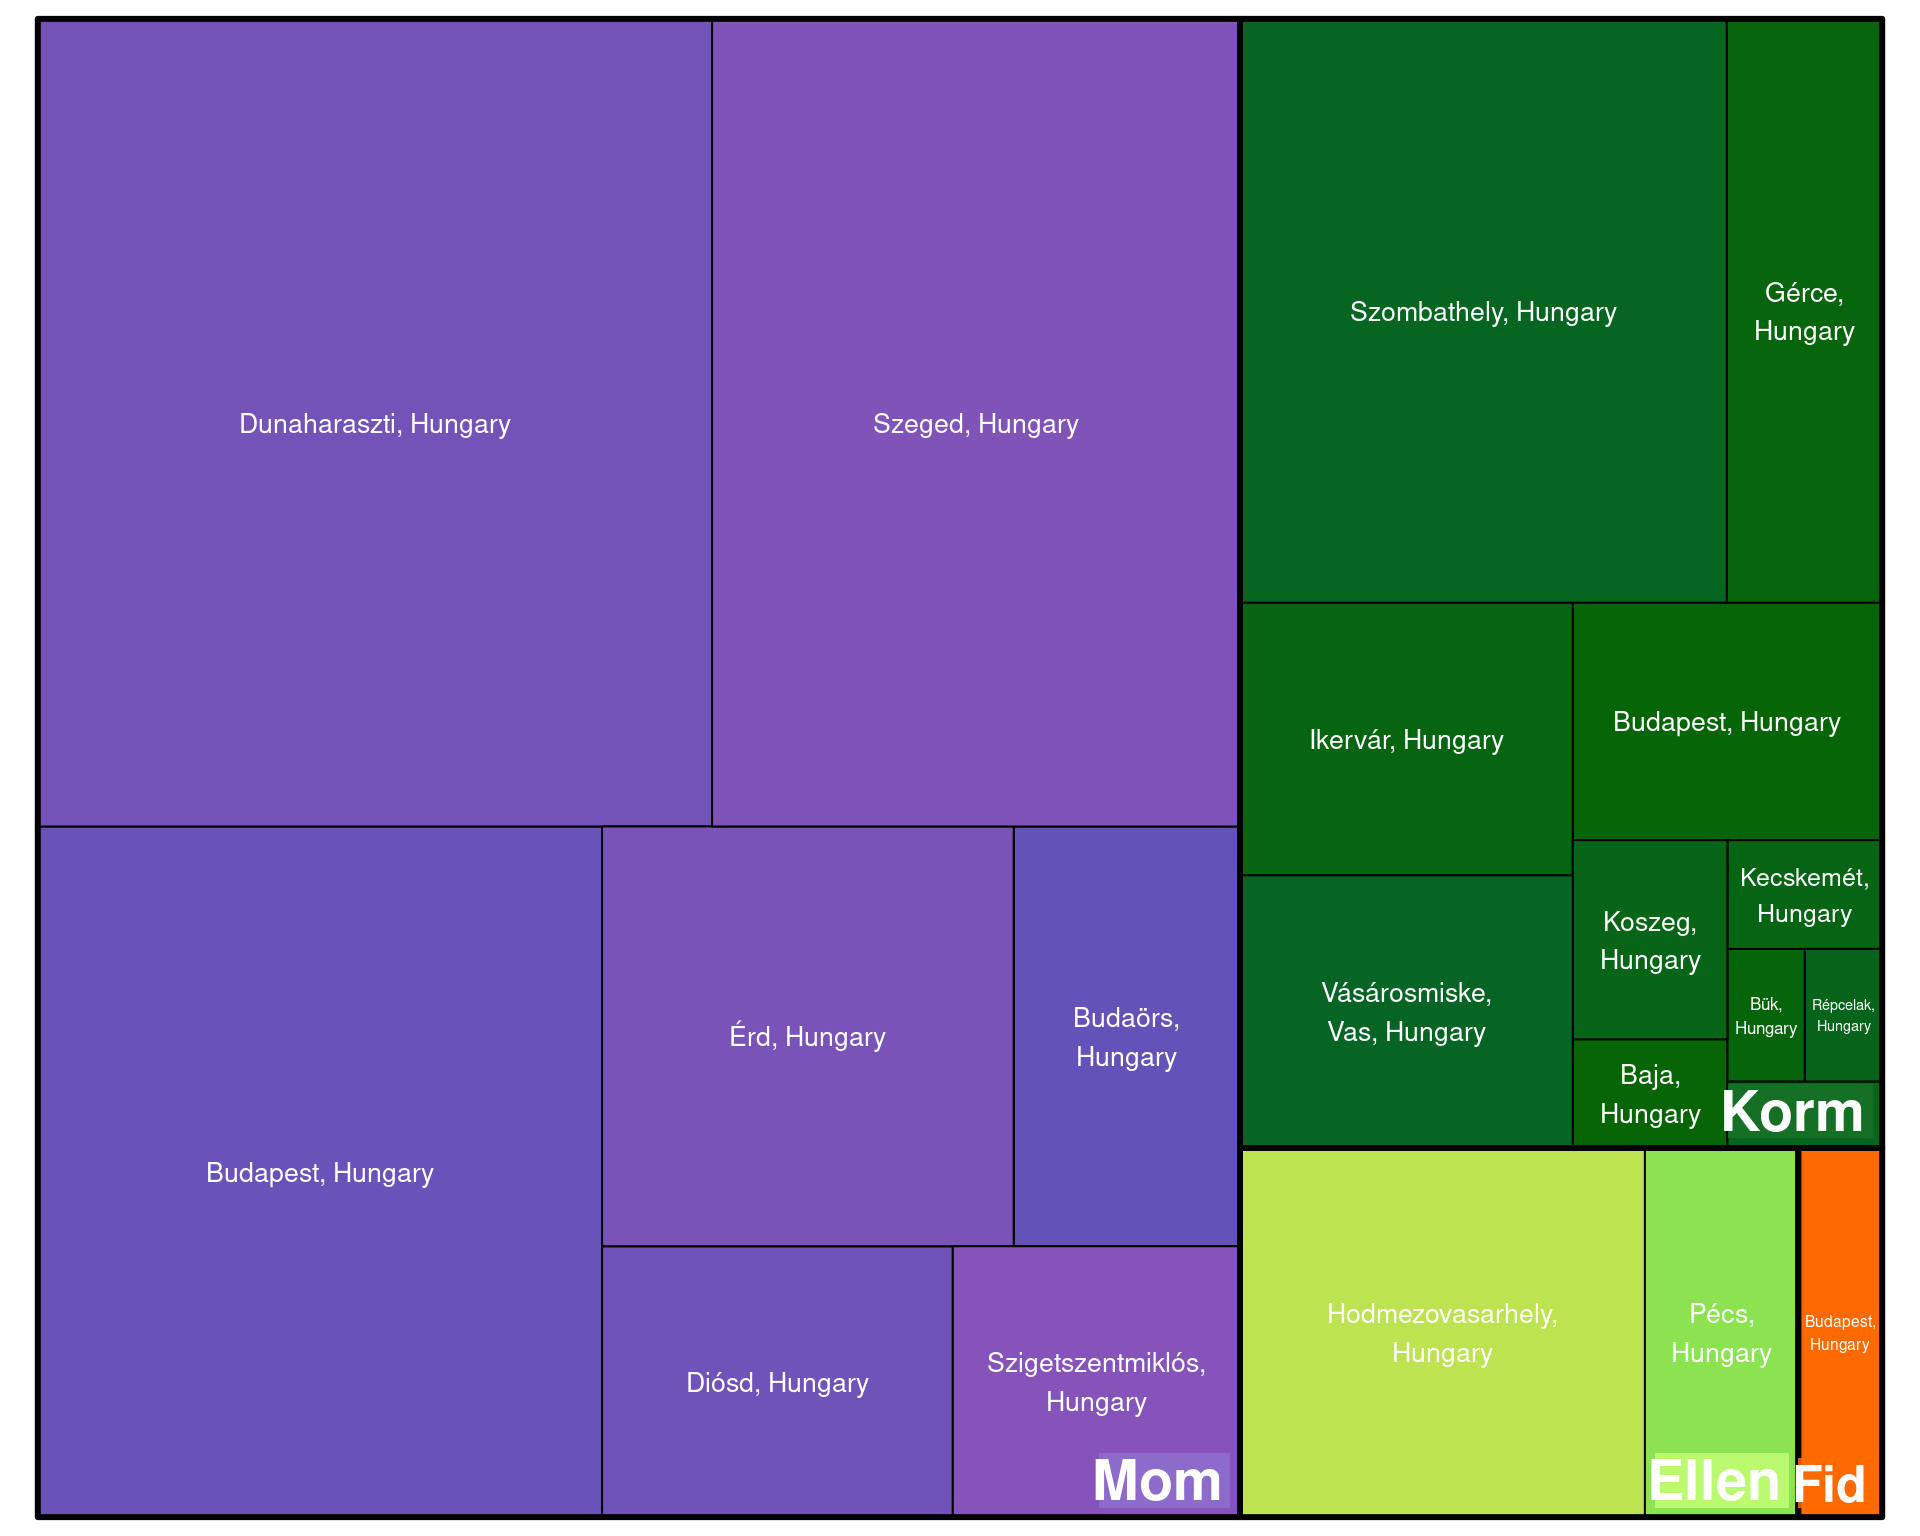 Dunaharaszti, Hungary
Szeged, Hungary
Budapest, Hungary
Érd, Hungary
Budaörs,
Hungary
Diósd, Hungary
Szigetszentmiklós,
Hungary
Mom
Szombathely, Hungary
Gérce,
Hungary
Ikervár, Hungary
Budapest, Hungary
Vásárosmiske,
Vas, Hungary
Koszeg,
Hungary
Kecskemét,
Hungary
Bük,
Hungary
Répcelak,
Hungary
Baja,
Hungary
Korm
Hodmezovasarhely,
Hungary
Pécs,
Hungary
Ellen
Budapest,
Hungary
Fid